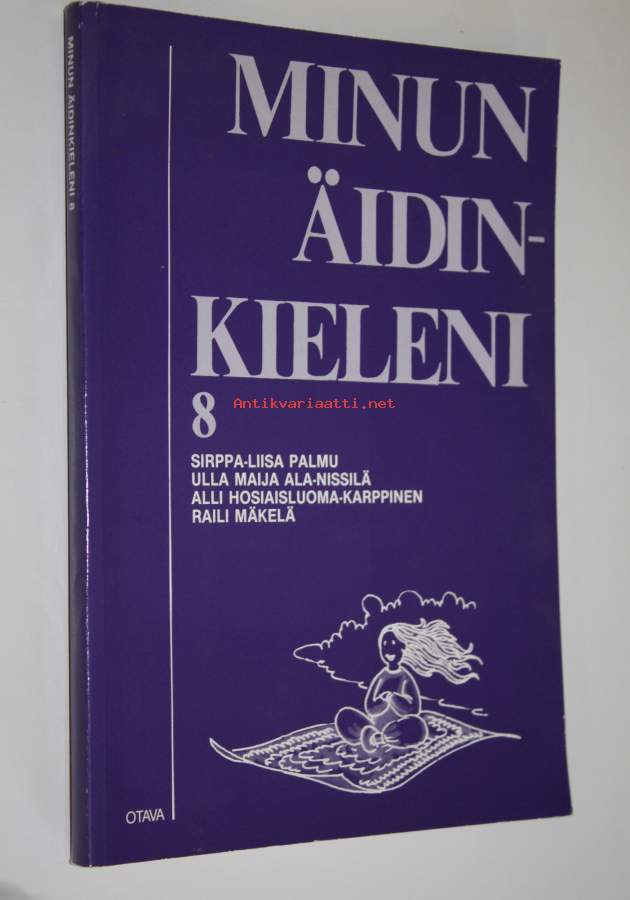 MINUN ÄIDINKIELENI 8
MINUN
ÄIDIN-
KIELENI
8
Antikvariaatti.net
SIRPPA-LIISA PALMU
ULLA MAIJA ALA-NISSILÄ
ALLI HOSIAISLUOMA-KARPPINEN
RAILI MÄKELÄ
OTAVA